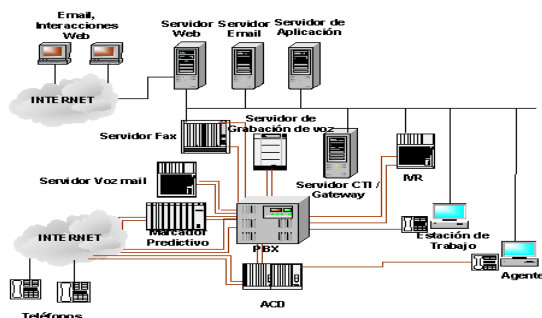 Email,
Interacciones
Web
Servidor
Web
Servidor
Email
Servidor de
Aplicación
INTERNET
Servidor de
Grabación de voz
Servidor Fax
Servidor CTI /
Gateway
IVR
Servidor Voz mail
Marcador
Predictivo
PBX
Estación de
Trabajo
INTERNET
Agente
ACD
Teléfonos